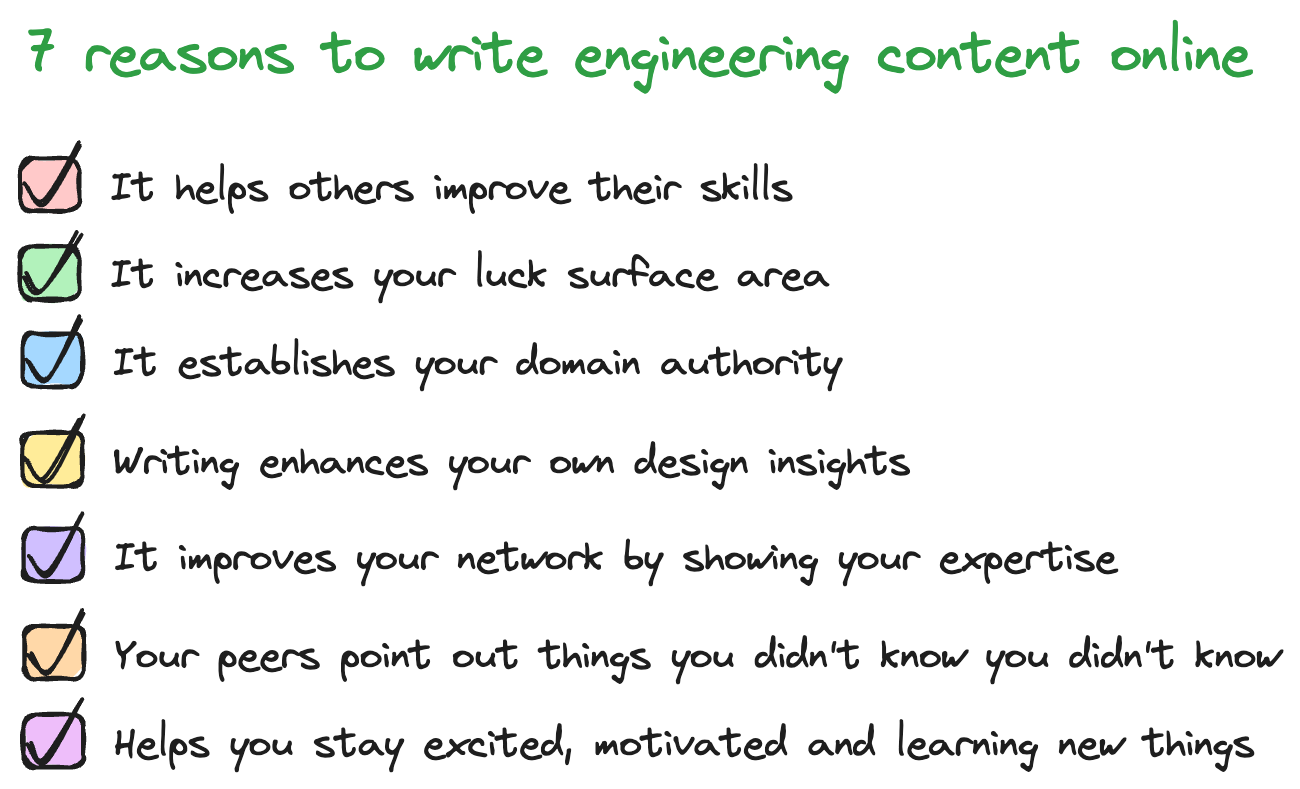 7 reasons to write engineering content online
It helps others improve their skills
It increases your luck surface area
It establishes your domain authority
Writing enhances your own design insights
It improves your network by showing your expertise
Your peers point out things you didn't know you didn't know
Helps you stay excited, motivated and learning new things